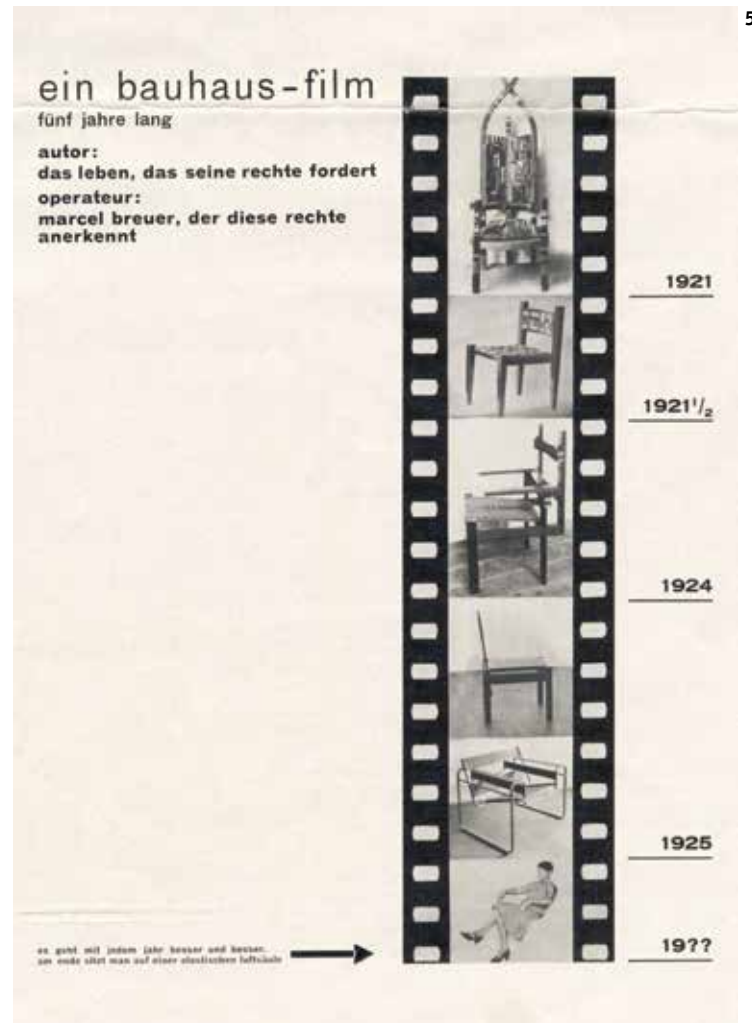 5
ein bauhaus-film
fünf jahre lang
autor:
das leben, das seine rechte fordert
operateur:
marcel breuer, der diese rechte
anerkennt
1921
1921½
1924
1925
19??
es geht mit jedem jahr besser und besser.
am ende sitzt man auf einer elastischen luftsäule